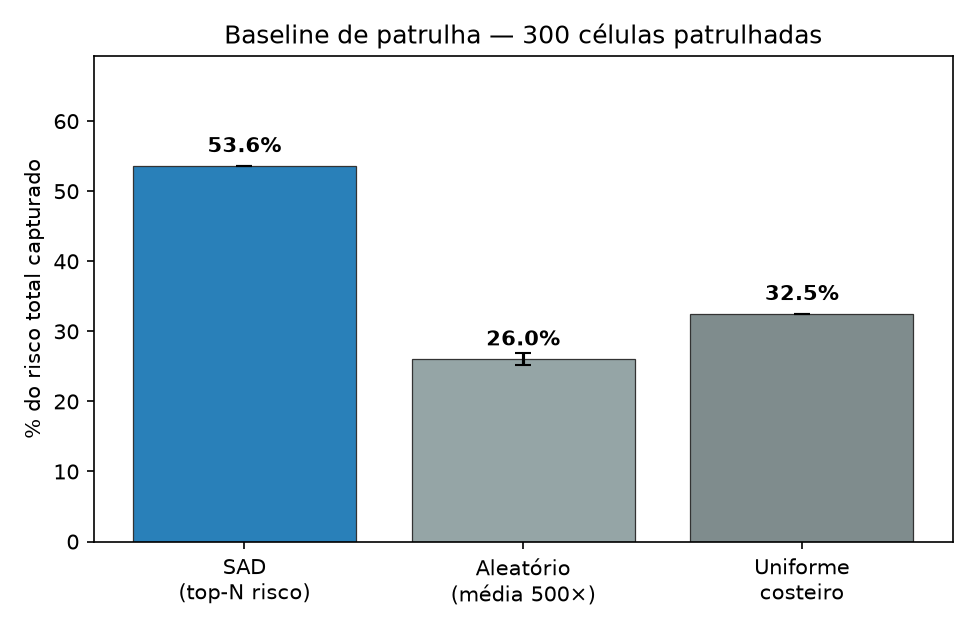 Baseline de patrulha — 300 células patrulhadas
% do risco total capturado
60
50
40
30
20
10
0
53.6%
26.0%
32.5%
SAD
(top-N risco)
Aleatório
(média 500×)
Uniforme
costeiro